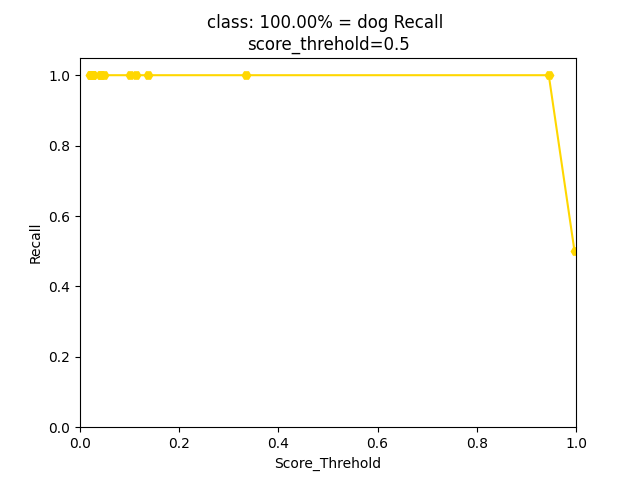 class: 100.00% = dog Recall
score_threhold=0.5
1.0
0.8
0.6
0.4
0.2
0.0
Recall
0.0 0.2 0.4 0.6 0.8 1.0
Score_Threhold